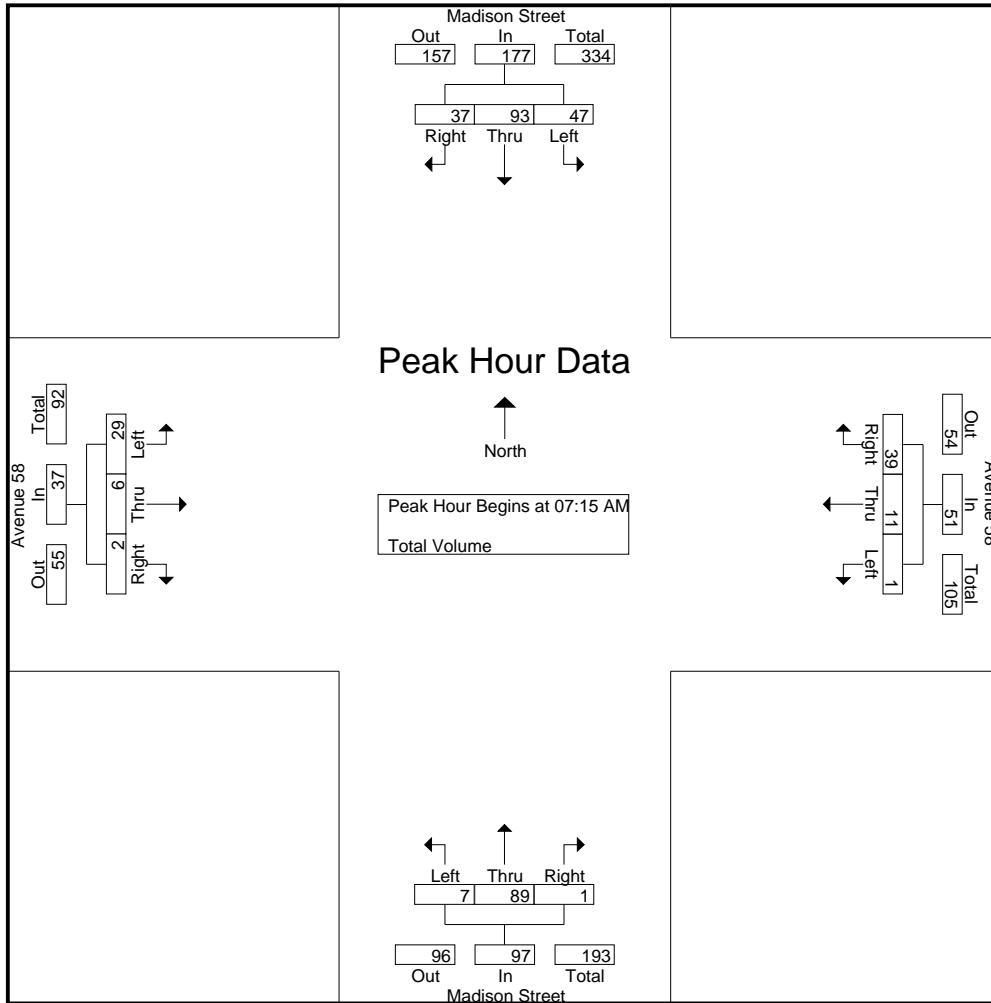 Madison Street
Out In Total
157 177 334
37 93 47
Right Thru Left
Peak Hour Data
North
Peak Hour Begins at 07:15 AM
Total Volume
Avenue 58
Total In Out
92 37 55
29 6 2
Left Thru Right
Right Thru Left
39 11 1
54 51 105
Out In Total
Avenue 58
Left Thru Right
7 89 1
96 97 193
Out In Total
Madison Street